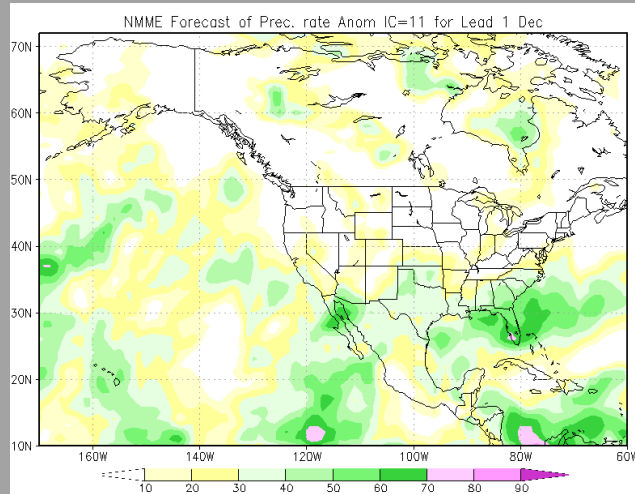 NMME Forecast of Prec. rate Anom IC=11 for Lead 1 Dec
70N
60N
50N
40N
30N
20N
10N
160W 140W 120W 100W 80W 60W
10 20 30 40 50 60 70 80 90